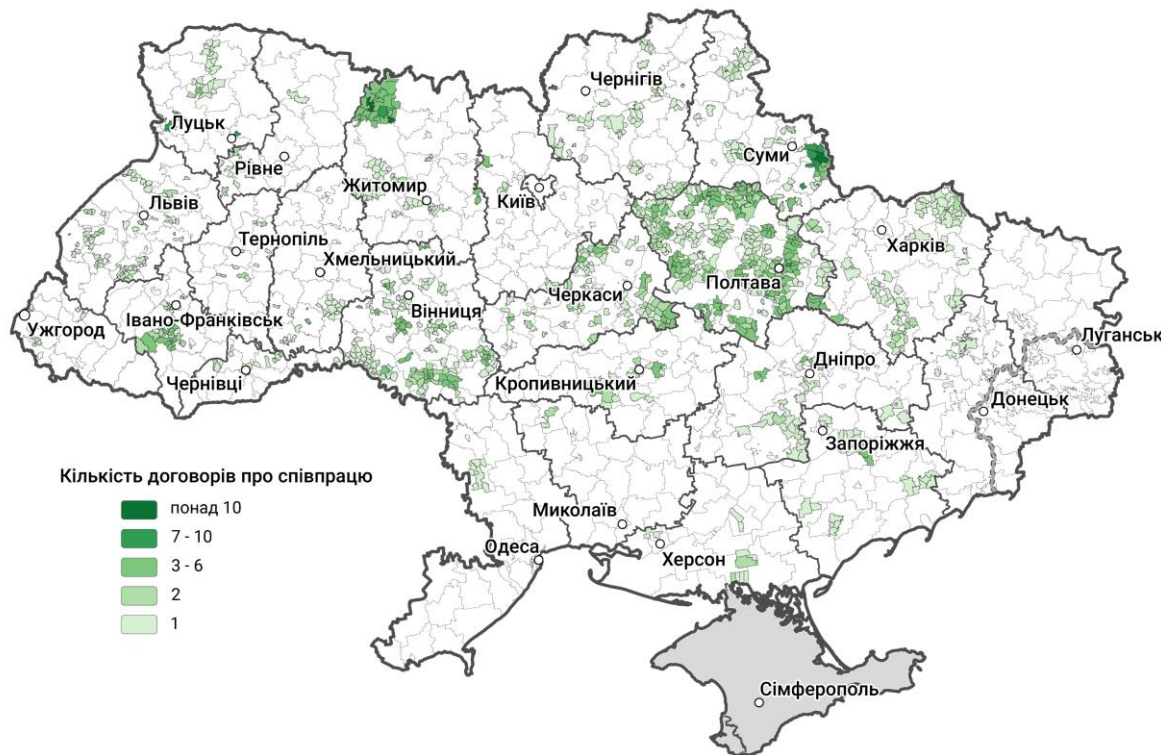 Чернігів
Луцьк
Рівне
Суми
Житомир
Київ
Львів
Харків
Тернопіль
Хмельницький
Полтава
Черкаси
Вінниця
Ужгород
Івано-Франківськ
Луганськ
Дніпро
Чернівці
Кропивницький
Донецьк
Запоріжжя
Кількість договорів про співпрацю
понад 10
7 - 10
3 - 6
2
1
Миколаїв
Одеса
Херсон
Сімферополь